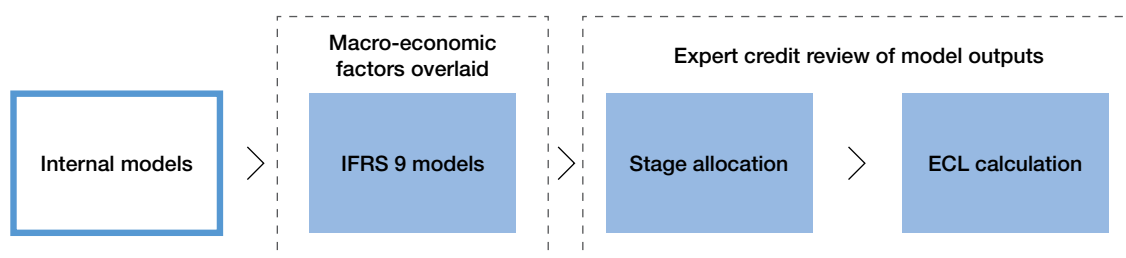 Macro-economic
factors overlaid
Expert credit review of model outputs
Internal models
IFRS 9 models
Stage allocation
ECL calculation